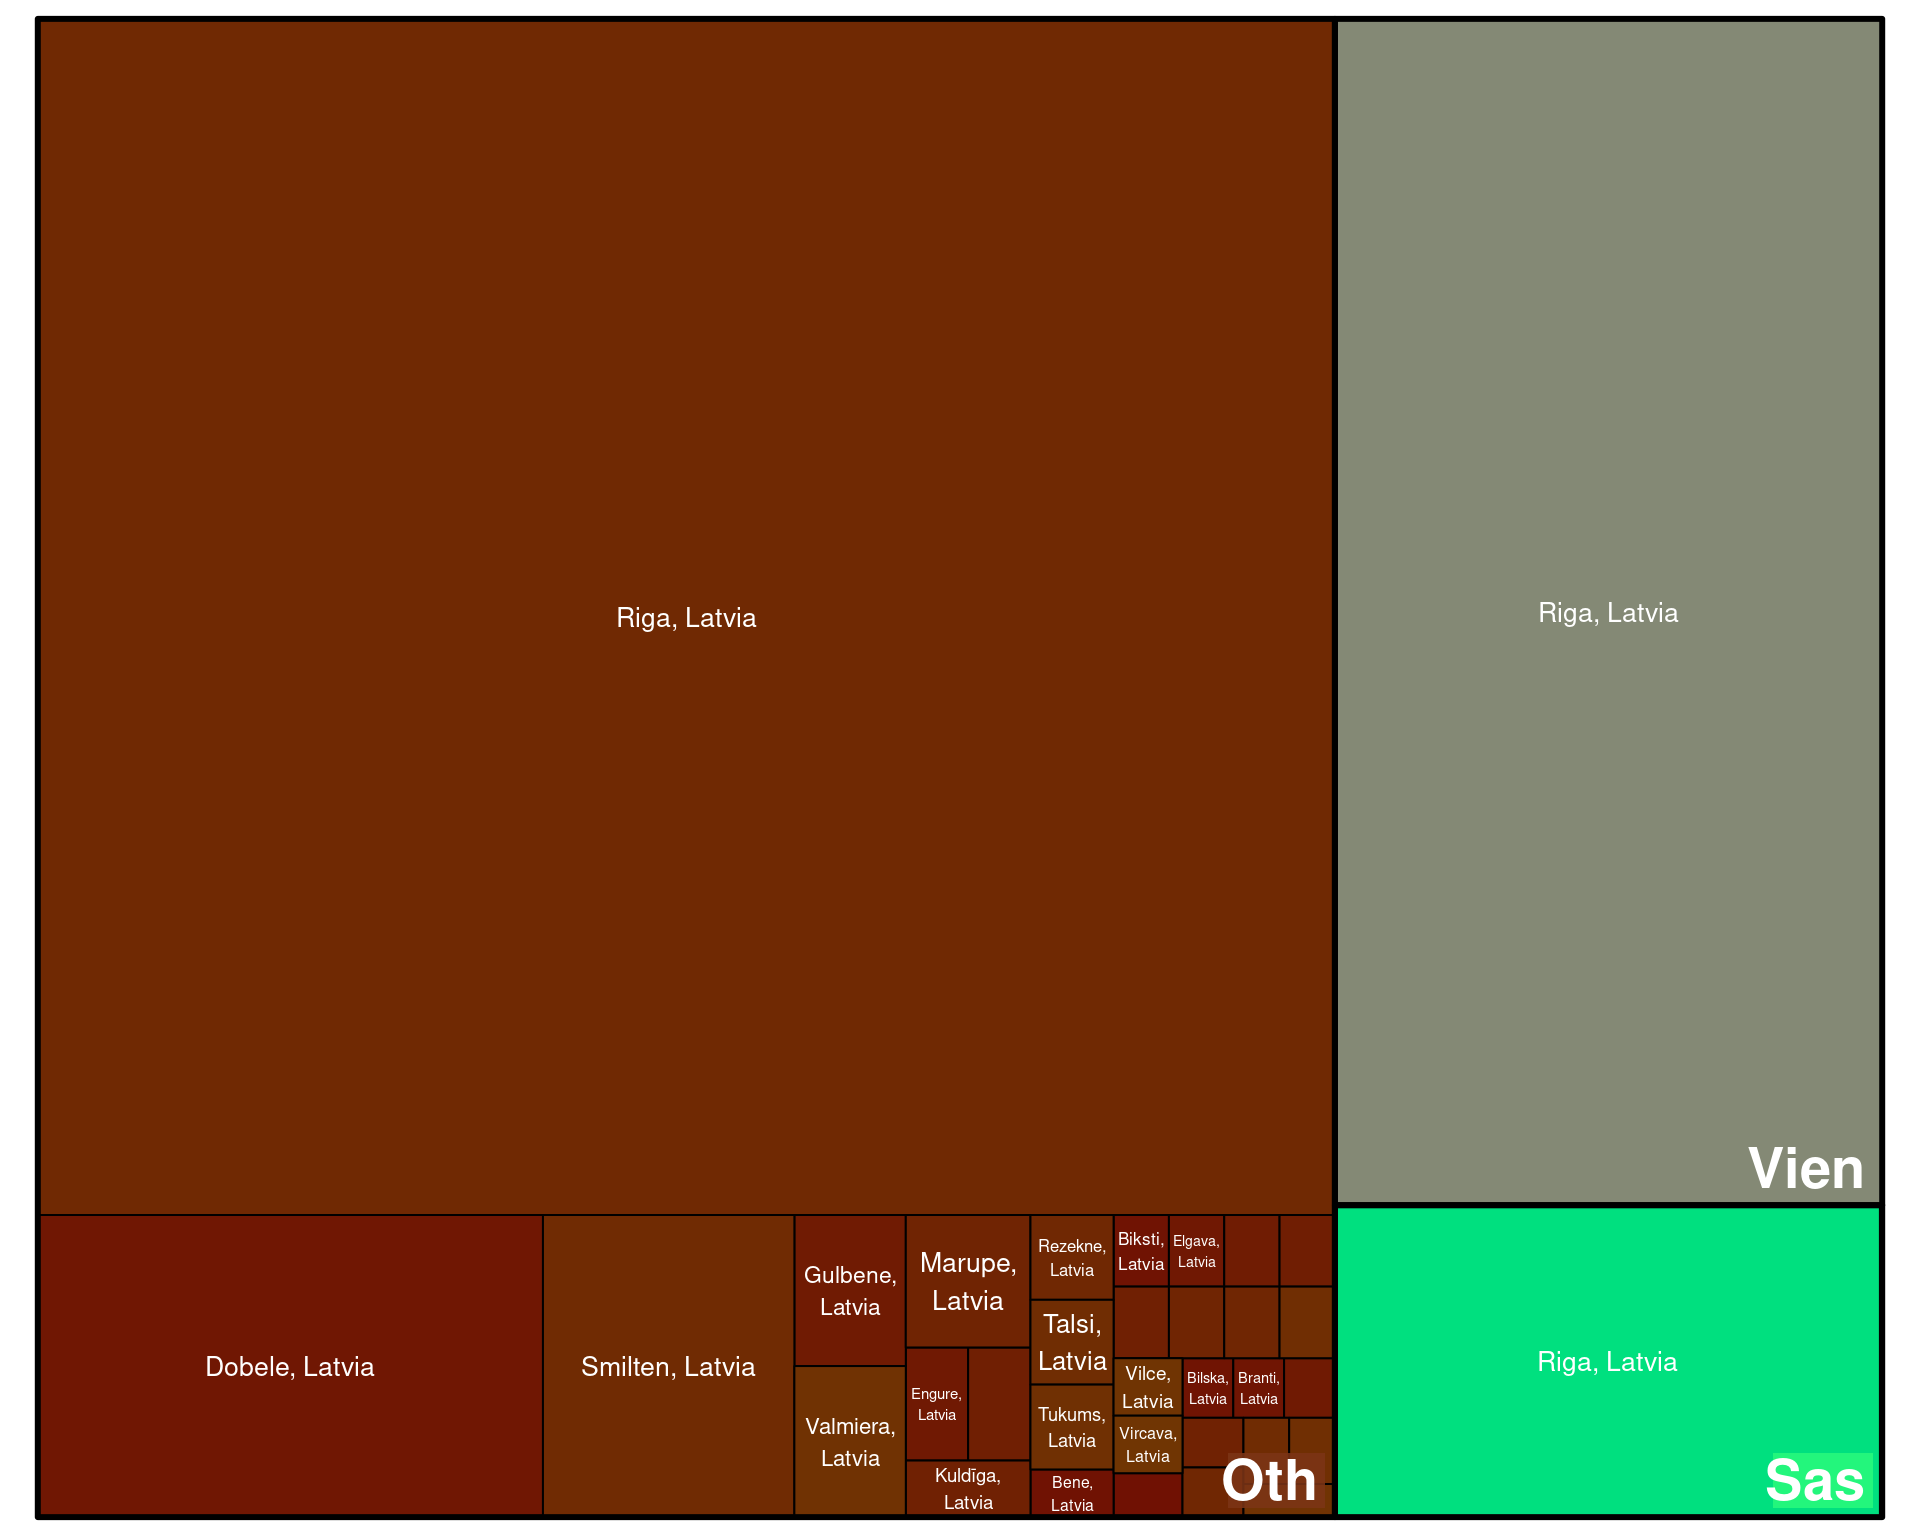 Riga, Latvia
Riga, Latvia
Vien
Dobele, Latvia
Smilten, Latvia
Gulbene,
Latvia
Valmiera,
Latvia
Marupe,
Latvia
Engure,
Latvia
Kuldīga,
Latvia
Rezekne,
Latvia
Talsi,
Latvia
Tukums,
Latvia
Bene,
Latvia
Biksti,
Latvia
Elgava,
Latvia
Vilce,
Latvia
Vircava,
Latvia
Bilska,
Latvia
Branti,
Latvia
Oth
Riga, Latvia
Sas